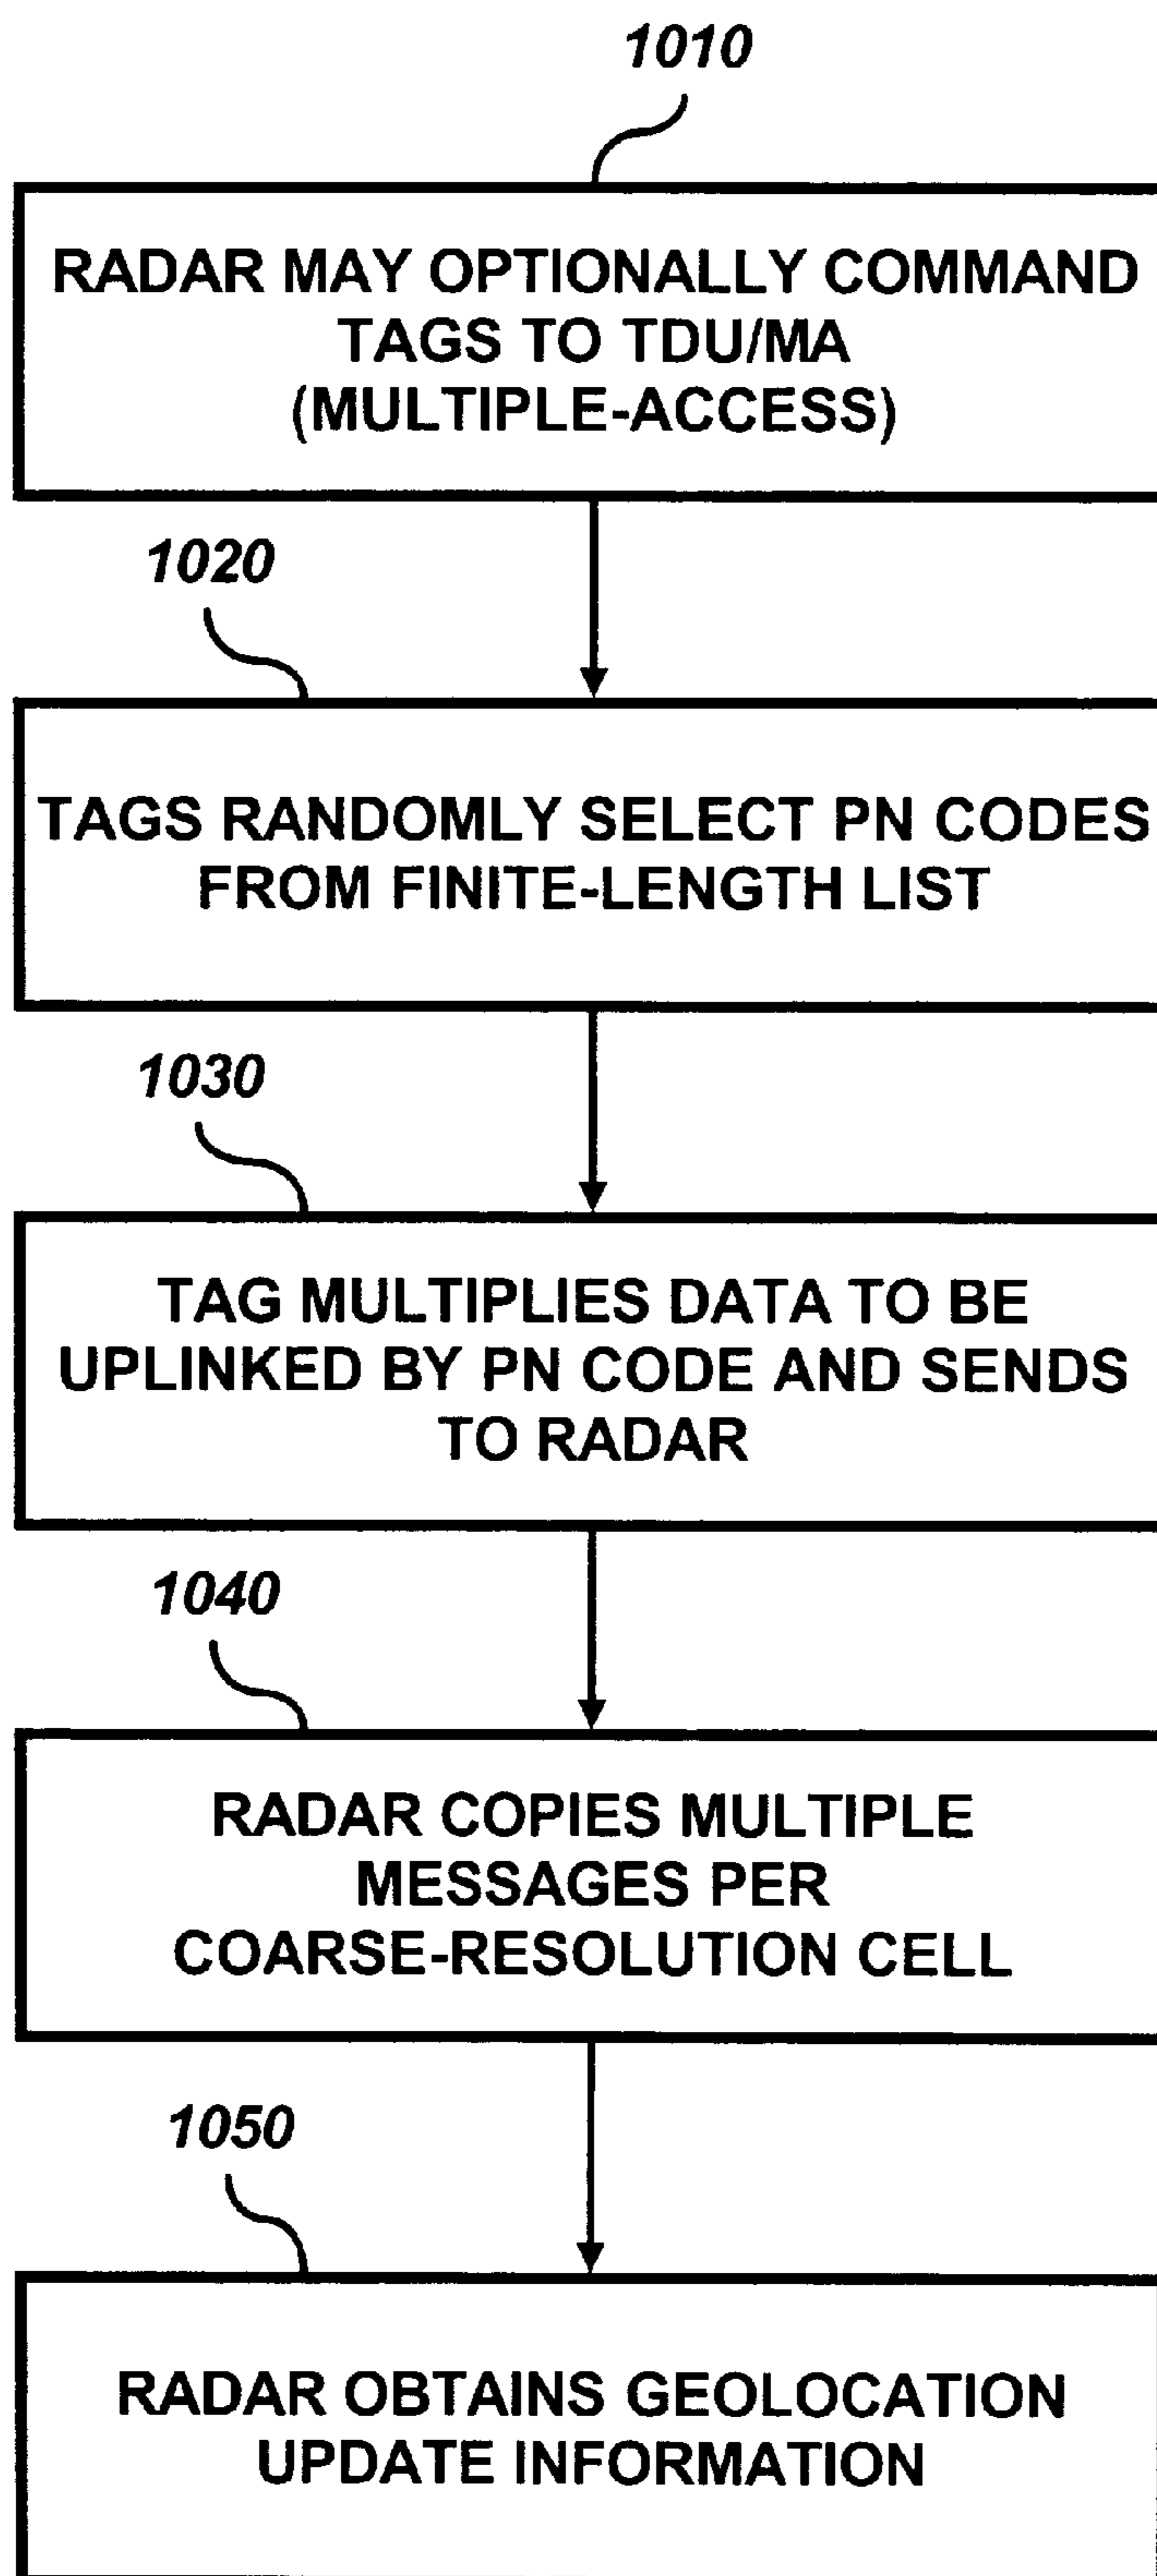 1010
RADAR MAY OPTIONALLY COMMAND
TAGS TO TDU/MA
(MULTIPLE-ACCESS)
1020
TAGS RANDOMLY SELECT PN CODES
FROM FINITE-LENGTH LIST
1030
TAG MULTIPLIES DATA TO BE
UPLINKED BY PN CODE AND SENDS
TO RADAR
1040
RADAR COPIES MULTIPLE
MESSAGES PER
COARSE-RESOLUTION CELL
1050
RADAR OBTAINS GEOLOCATION
UPDATE INFORMATION